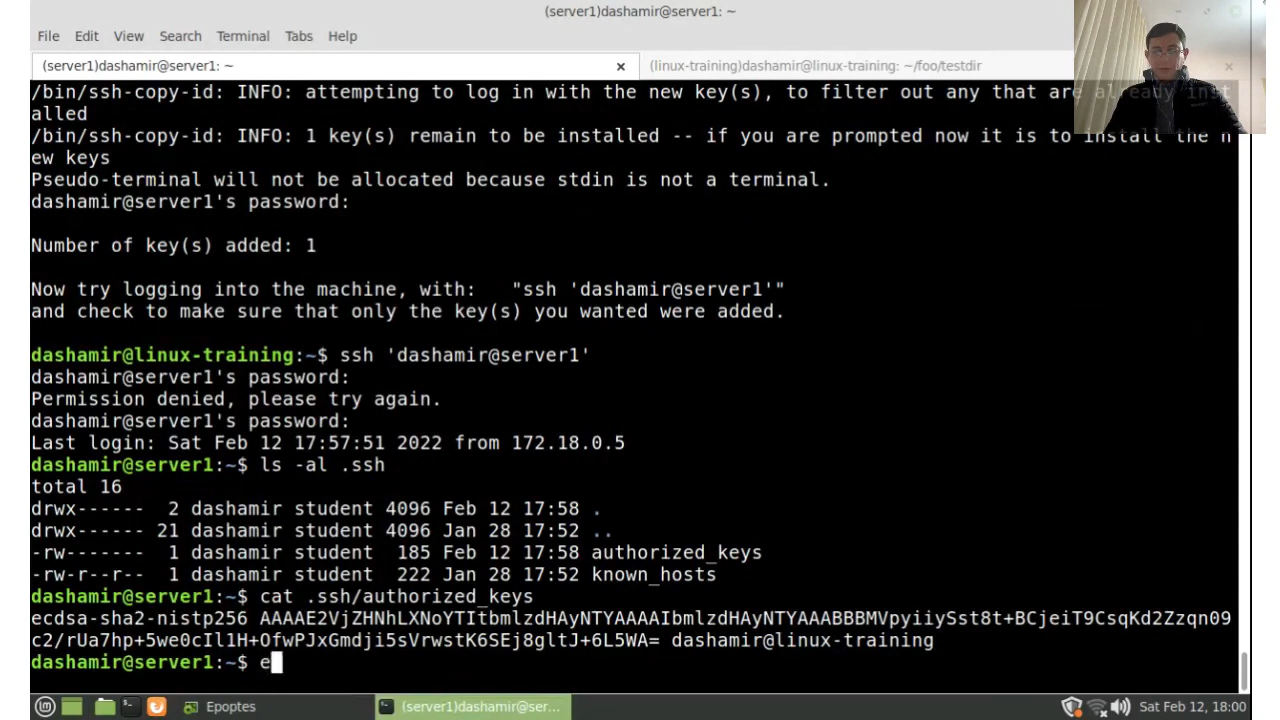 (server1)dashamir@server1: ~
File Edit View Search Terminal Tabs Help
(server1)dashamir@server1: ~ × (linux-training)dashamir@linux-training: ~/foo/testdir ×
/bin/ssh-copy-id: INFO: attempting to log in with the new key(s), to filter out any that are already inst
alled
/bin/ssh-copy-id: INFO: 1 key(s) remain to be installed -- if you are prompted now it is to install the n
ew keys
Pseudo-terminal will not be allocated because stdin is not a terminal.
dashamir@server1's password:
Number of key(s) added: 1
Now try logging into the machine, with:   "ssh 'dashamir@server1'"
and check to make sure that only the key(s) you wanted were added.
dashamir@linux-training:~$ ssh 'dashamir@server1'
dashamir@server1's password:
Permission denied, please try again.
dashamir@server1's password:
Last login: Sat Feb 12 17:57:51 2022 from 172.18.0.5
dashamir@server1:~$ ls -al .ssh
total 16
drwx------  2 dashamir student 4096 Feb 12 17:58 .
drwx------ 21 dashamir student 4096 Jan 28 17:52 ..
-rw-------  1 dashamir student  185 Feb 12 17:58 authorized_keys
-rw-r--r--  1 dashamir student  222 Jan 28 17:52 known_hosts
dashamir@server1:~$ cat .ssh/authorized_keys
ecdsa-sha2-nistp256 AAAAE2VjZHNhLXNoYTItbmlzdHAyNTYAAAAIbmlzdHAyNTYAAABBBMVpyiiySst8t+BCjeiT9CsqKd2Zzqn09
c2/rUa7hp+5we0cIl1H+OfwPJxGmdji5sVrwstK6SEj8gltJ+6L5WA= dashamir@linux-training
dashamir@server1:~$ e
Epoptes (server1)dashamir@ser... Sat Feb 12, 18:00